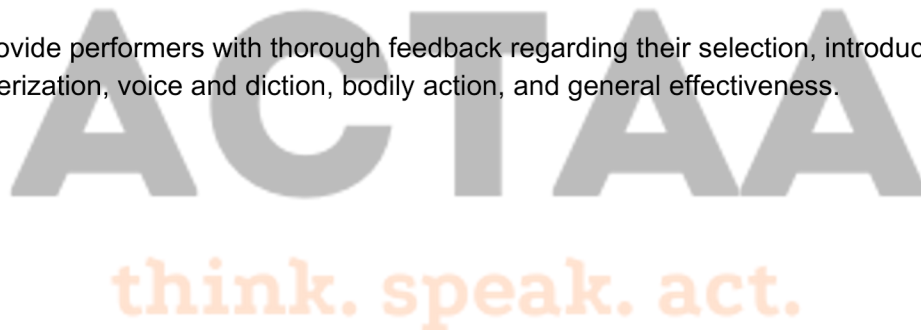 ovide performers with thorough feedback regarding their selection, introduc
erization, voice and diction, bodily action, and general effectiveness.
ACTAA
think. speak. act.